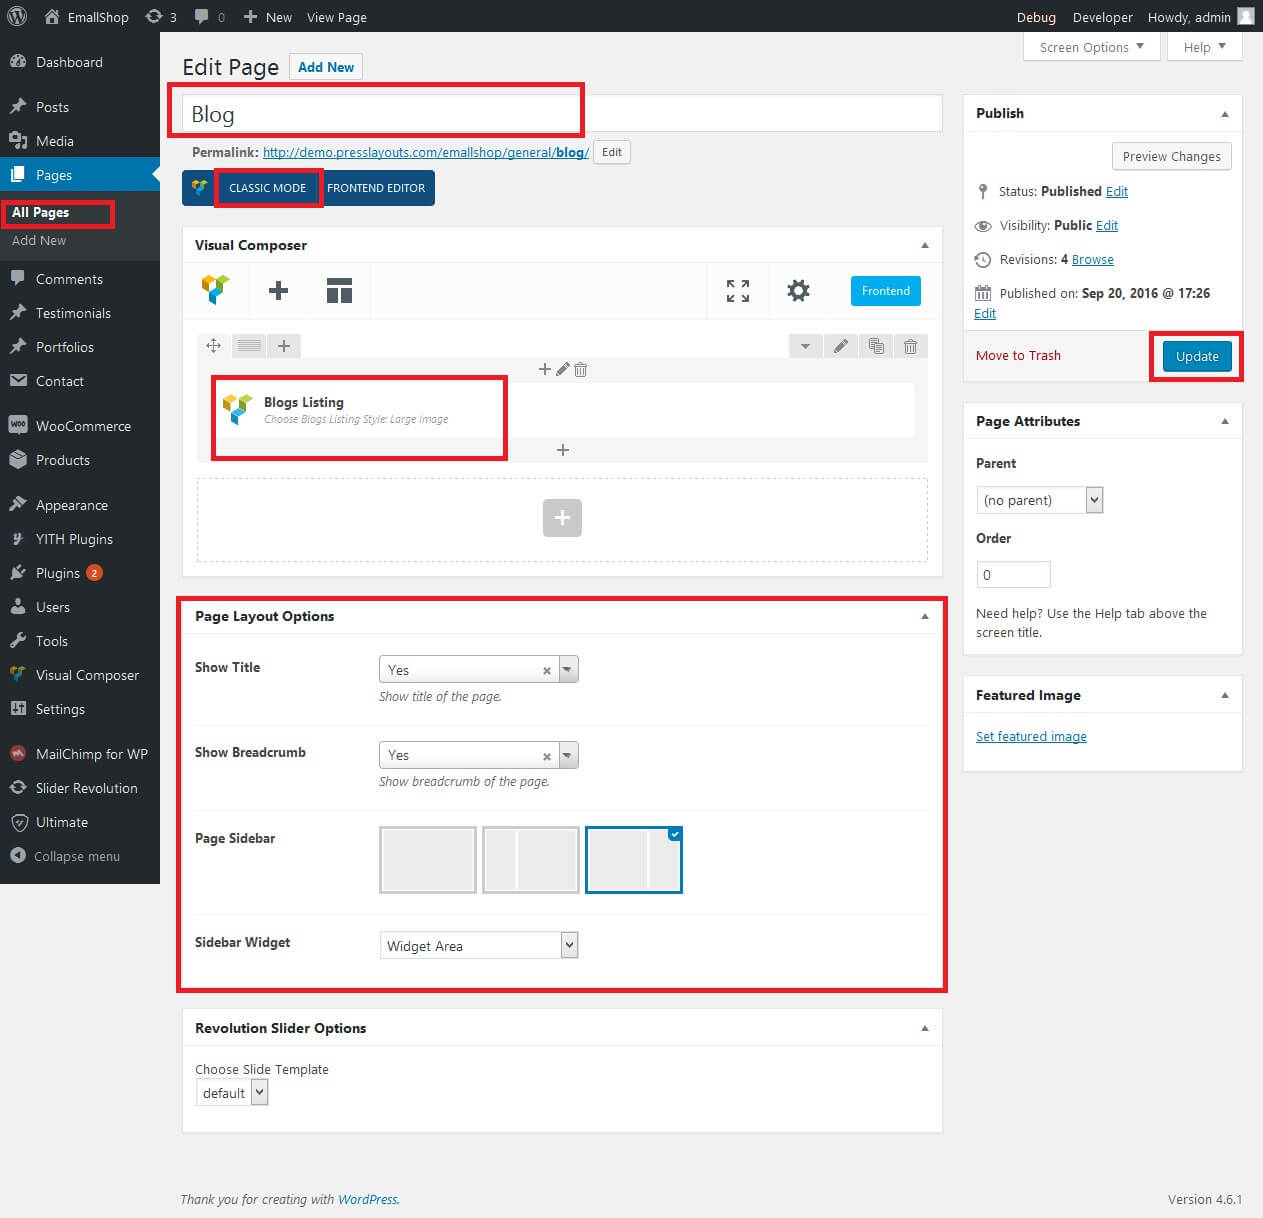 EmallShop 3 0 New View Page Debug Developer Howdy, admin
Screen Options Help
Dashboard
Posts
Media
Pages
All Pages
Add New
Comments
Testimonials
Portfolios
Contact
WooCommerce
Products
Appearance
YITH Plugins
Plugins 2
Users
Tools
Visual Composer
Settings
MailChimp for WP
Slider Revolution
Ultimate
Collapse menu
Edit Page Add New
Blog
Permalink: http://demo.presslayouts.com/emallshop/general/blog/ Edit
CLASSIC MODE FRONTEND EDITOR
Visual Composer
Frontend
Blogs Listing
Choose Blogs Listing Style: Large Image
Page Layout Options
Show Title Yes
Show title of the page.
Show Breadcrumb Yes
Show breadcrumb of the page.
Page Sidebar
Sidebar Widget Widget Area
Revolution Slider Options
Choose Slide Template
default
Publish
Preview Changes
Status: Published Edit
Visibility: Public Edit
Revisions: 4 Browse
Published on: Sep 20, 2016 @ 17:26
Edit
Move to Trash Update
Page Attributes
Parent
(no parent)
Order
0
Need help? Use the Help tab above the
screen title.
Featured Image
Set featured image
Thank you for creating with WordPress. Version 4.6.1